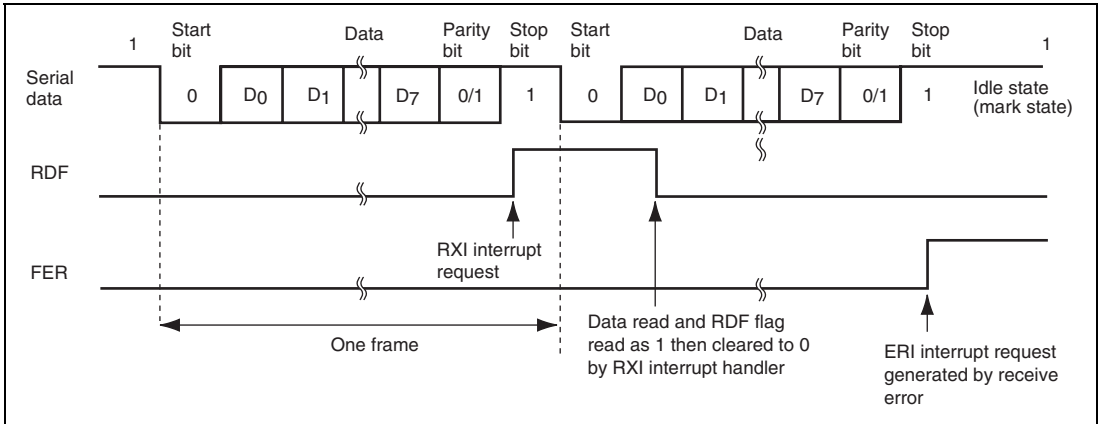 1
Start bit
Data
Parity bit
Stop bit
Start bit
Data
Parity bit
Stop bit
1
Serial data
0
D0
D1
D7
0/1
1
0
D0
D1
D7
0/1
1
Idle state
(mark state)
RDF
RXI interrupt
request
FER
One frame
Data read and RDF flag
read as 1 then cleared to 0
by RXI interrupt handler
ERI interrupt request
generated by receive
error